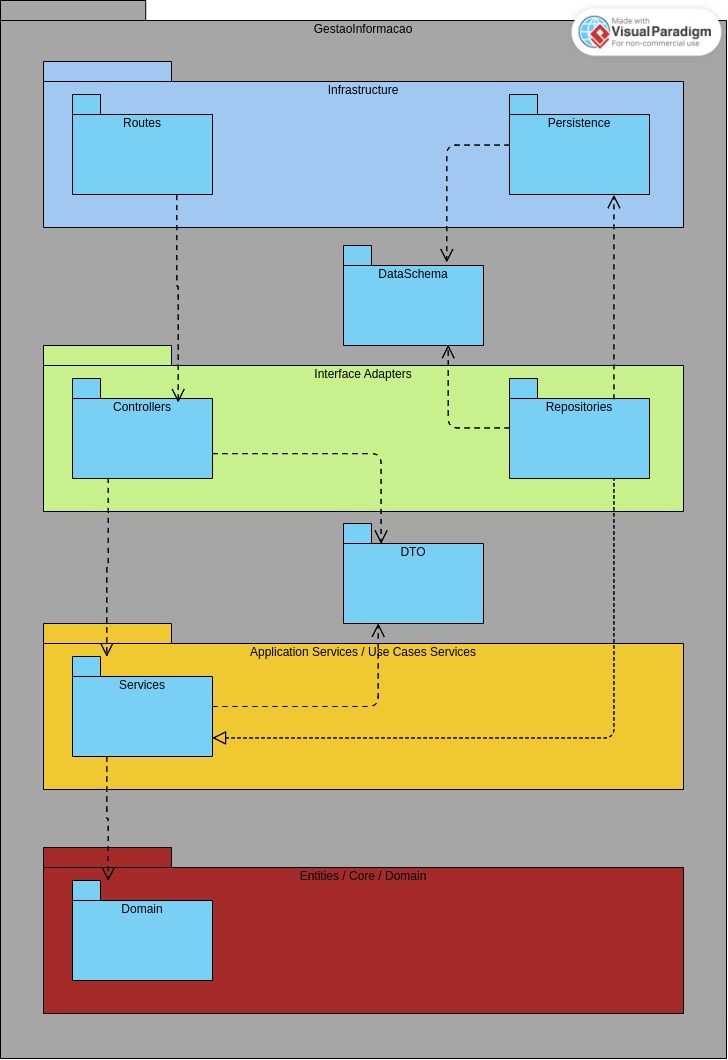 GestaoInformacao
Made with
Visual Paradigm
For non-commercial use
Infrastructure
Routes
Persistence
DataSchema
Interface Adapters
Controllers
Repositories
DTO
Application Services / Use Cases Services
Services
Entities / Core / Domain
Domain